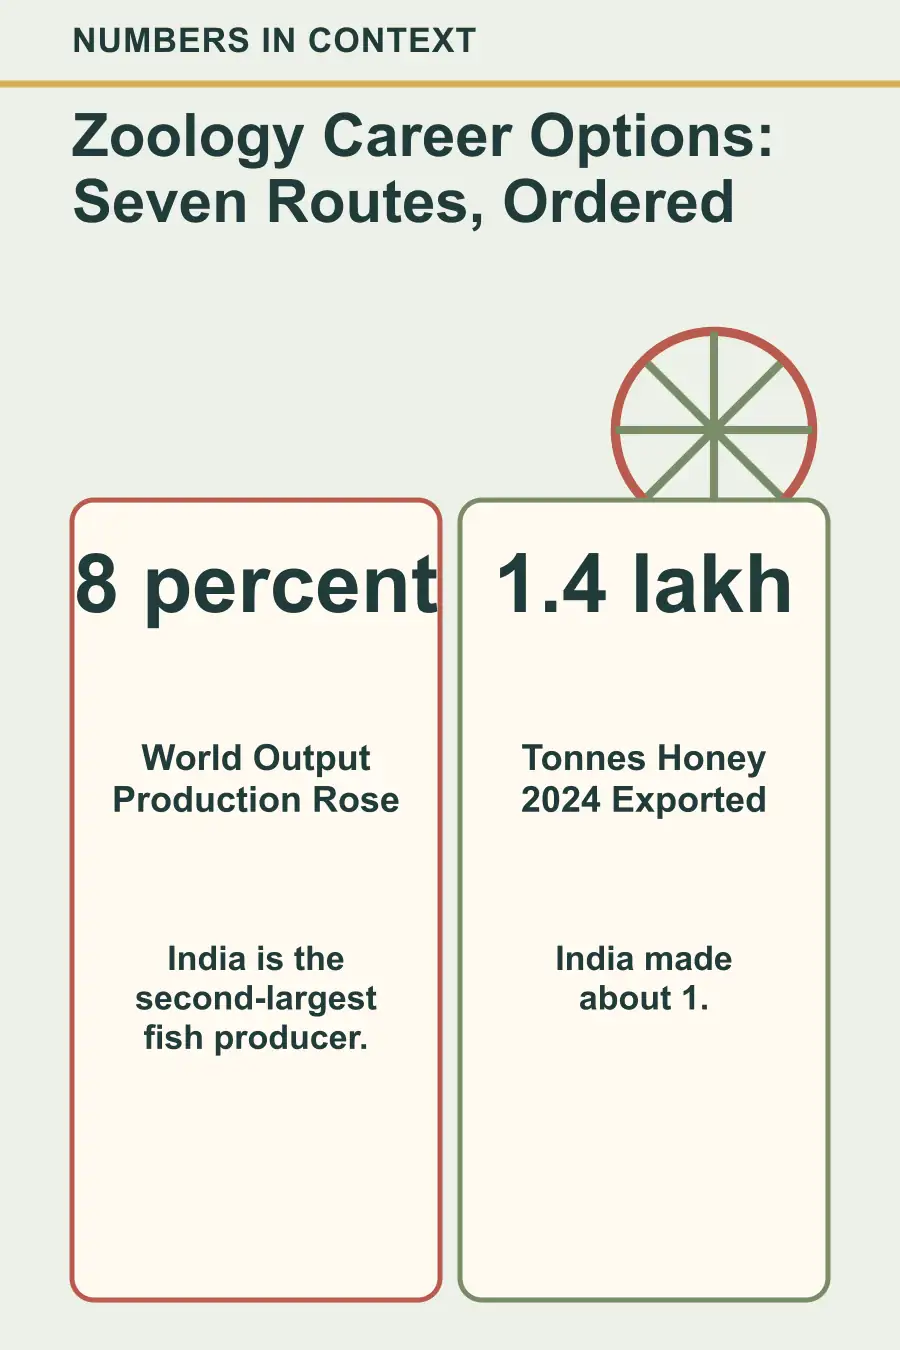 NUMBERS IN CONTEXT
Zoology Career Options:
Seven Routes, Ordered
8 percent
World Output
Production Rose
India is the
second-largest
fish producer.
1.4 lakh
Tonnes Honey
2024 Exported
India made
about 1.